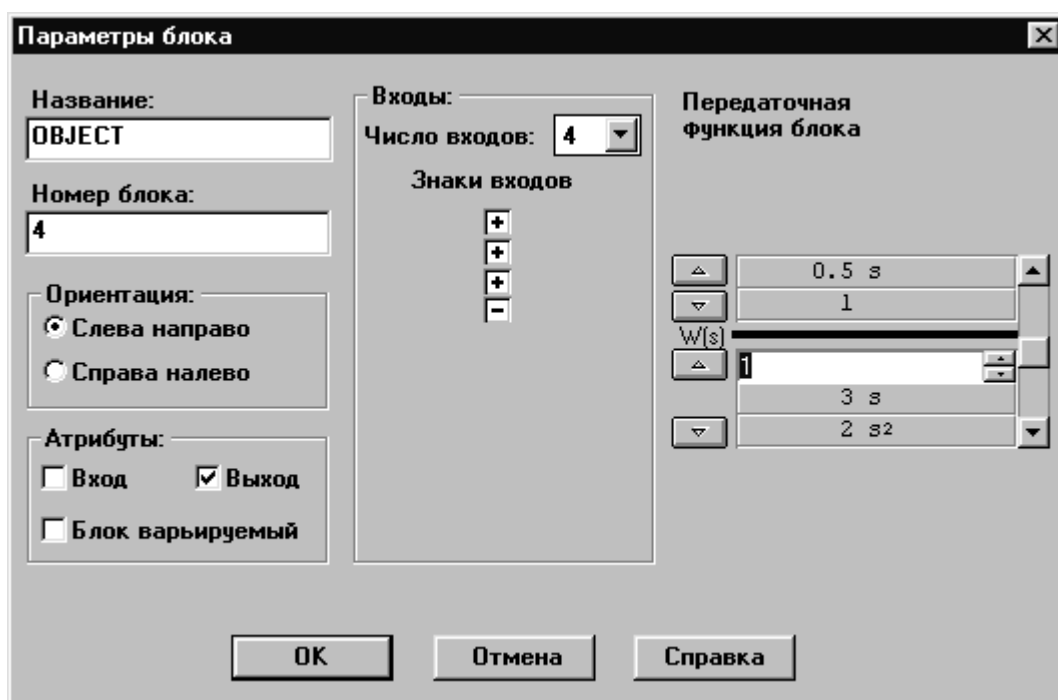 Параметры блока
Название:
OBJECT
Номер блока:
4
Ориентация:
Слева направо
Справа налево
Атрибуты:
Вход
Выход
Блок варьируемый
Входы:
Число входов: 4
Знаки входов
+
+
+
-
Передаточная
функция блока
0.5 s
1
W(s)
1
3 s
2 s²
OK
Отмена
Справка